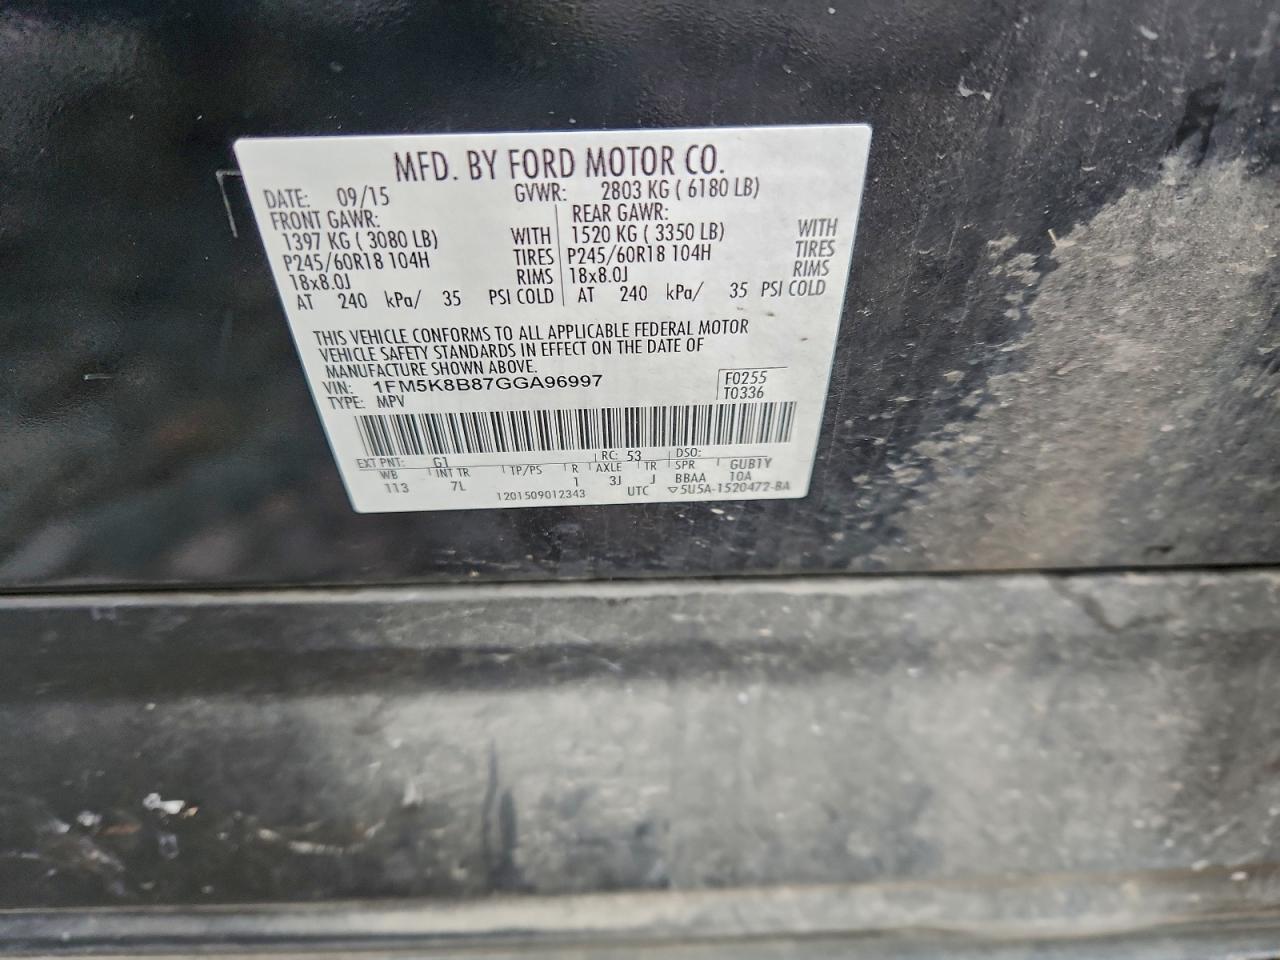 MFD. BY FORD MOTOR CO.
DATE: 09/15 GVWR: 2803 KG ( 6180 LB)
FRONT GAWR: REAR GAWR:
1397 KG ( 3080 LB) WITH 1520 KG ( 3350 LB) WITH
P245/60R18 104H TIRES P245/60R18 104H TIRES
18x8.0J RIMS 18x8.0J RIMS
AT 240 kPa/ 35 PSI COLD AT 240 kPa/ 35 PSI COLD
THIS VEHICLE CONFORMS TO ALL APPLICABLE FEDERAL MOTOR
VEHICLE SAFETY STANDARDS IN EFFECT ON THE DATE OF
MANUFACTURE SHOWN ABOVE.
VIN: 1FM5K8B87GGA96997 F0255
TYPE: MPV T0336
EXT PNT: G1 RC: 53 DSO:
WB INT TR TP/PS R AXLE TR SPR GUB1Y
113 7L 1 3J J BBAA 10A
1201509012343 UTC ▽5U5A-1520472-BA